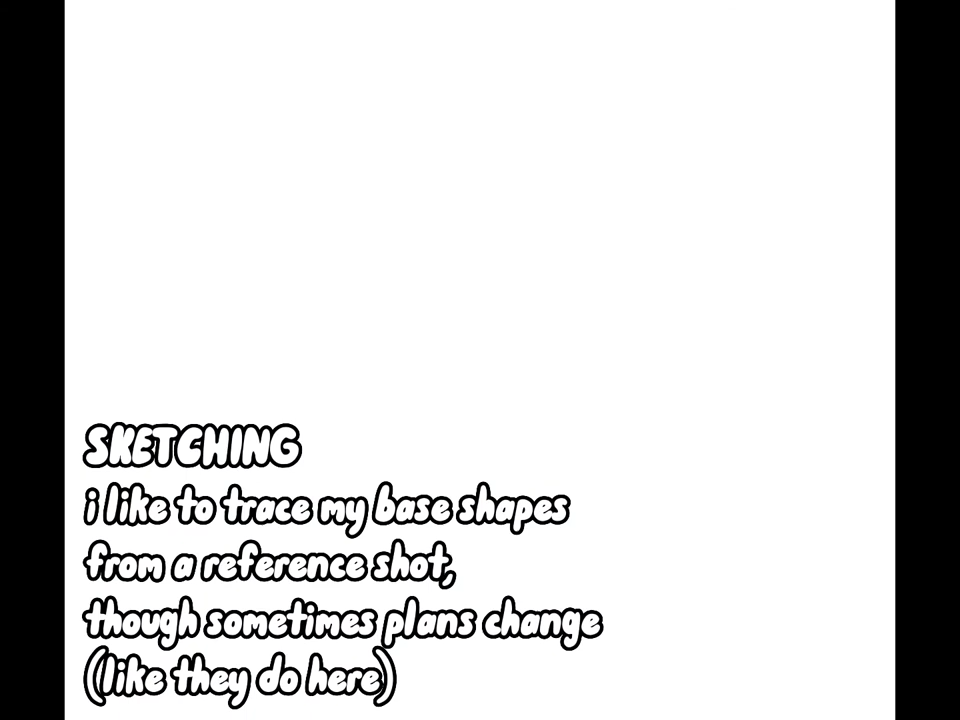 SKETCHING
i like to trace my base shapes
from a reference shot,
though sometimes plans change
(like they do here)